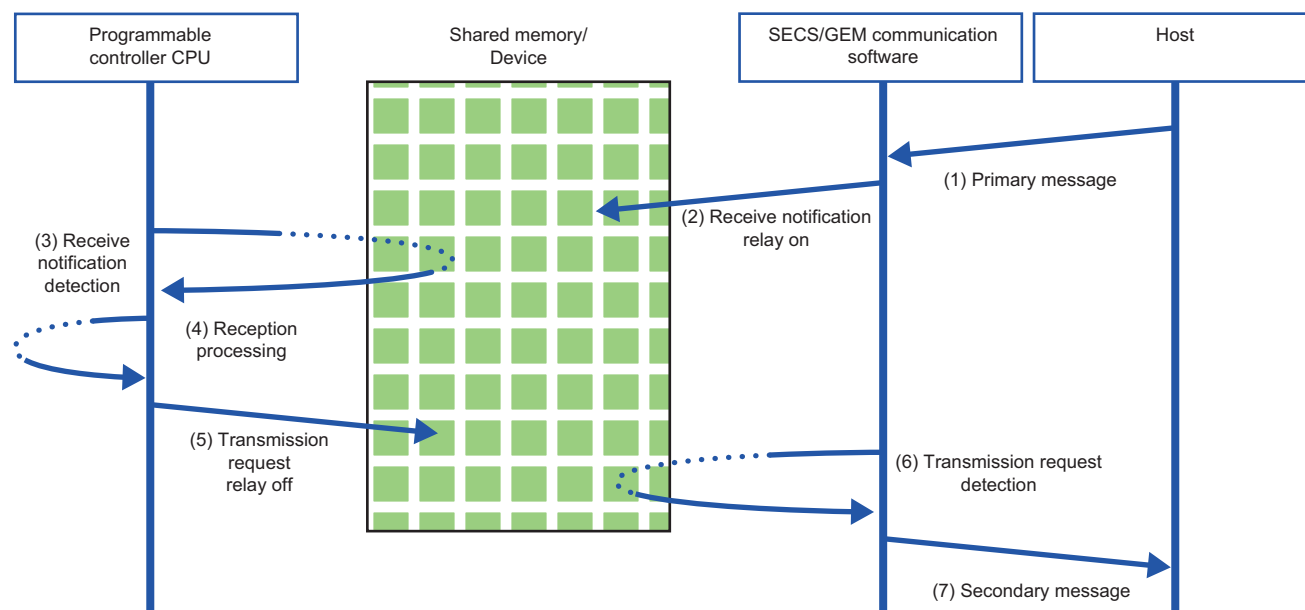 Programmable
controller CPU
Shared memory/
Device
SECS/GEM communication
software
Host
(1) Primary message
(2) Receive notification
relay on
(3) Receive
notification
detection
(4) Reception
processing
(5) Transmission
request
relay off
(6) Transmission request
detection
(7) Secondary message